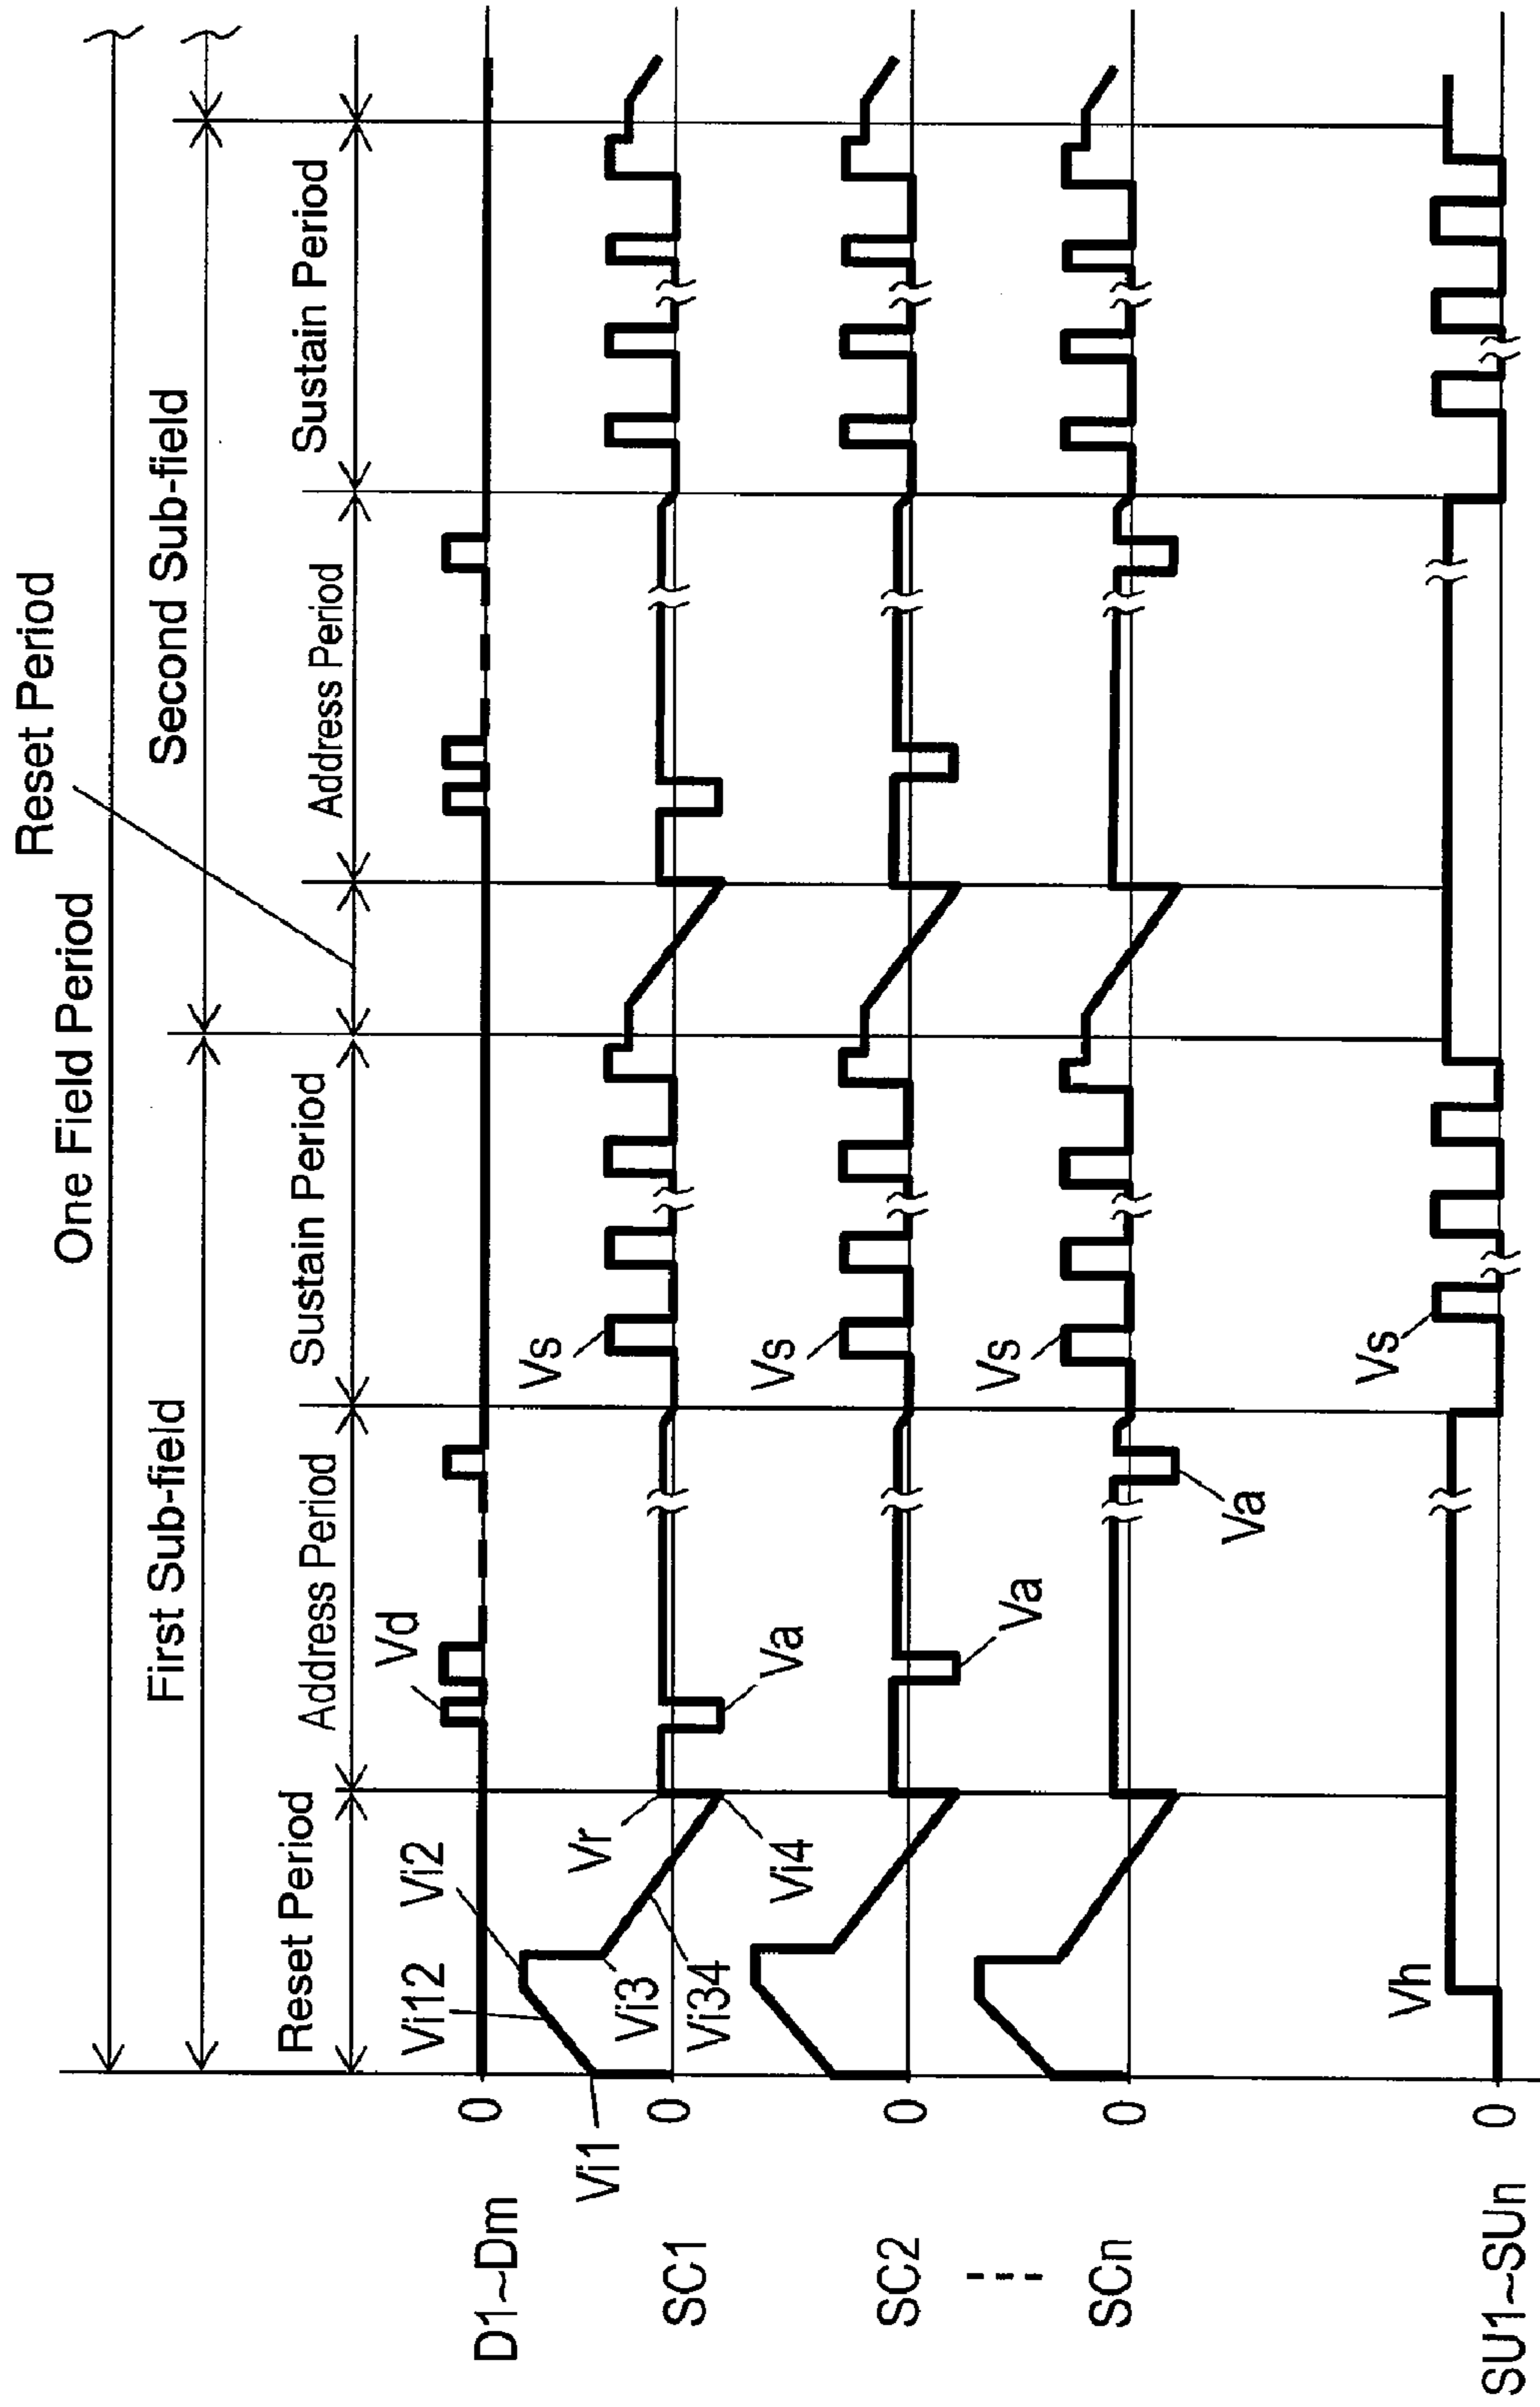 One Field Period
Reset Period
First Sub-field
Second Sub-field
Reset Period
Address Period
Sustain Period
Address Period
Sustain Period
D1~Dm
0
Vi12
Vi2
Vd
Vi1
SC1
0
Vi3
Vi34
Vr
Vi4
Va
Vs
SC2
0
Va
Vs
SCn
0
Va
Vs
SU1~SUn
0
Vh
Vs